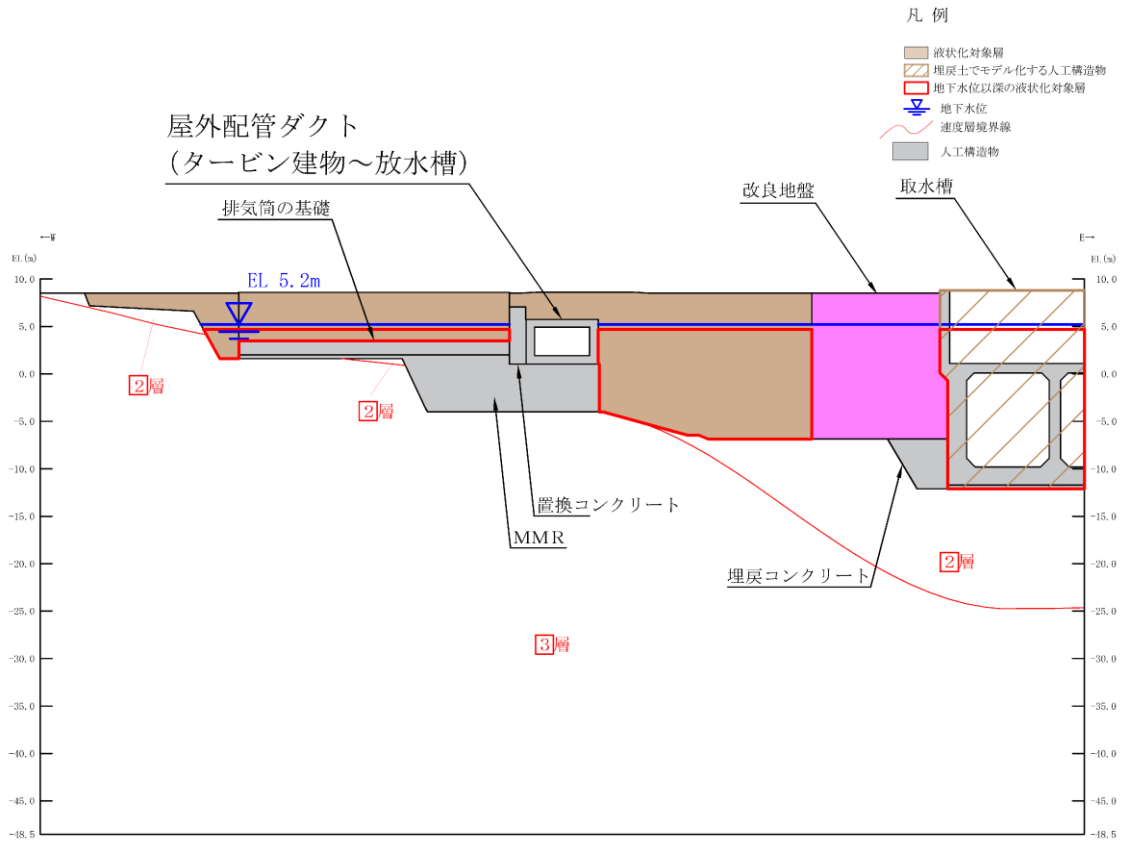 凡 例
液状化対象層
埋戻土でモデル化する人工構造物
地下水位以深の液状化対象層
地下水位
速度層境界線
人工構造物
屋外配管ダクト
(タービン建物~放水槽)
排気筒の基礎
改良地盤
取水槽
←W
E→
EL(m)
EL(m)
EL 5.2m
10.0
5.0
0.0
-5.0
-10.0
-15.0
-20.0
-25.0
-30.0
-35.0
-40.0
-45.0
-48.5
10.0
5.0
0.0
-5.0
-10.0
-15.0
-20.0
-25.0
-30.0
-35.0
-40.0
-45.0
-48.5
2層
2層
置換コンクリート
MMR
埋戻コンクリート
2層
3層